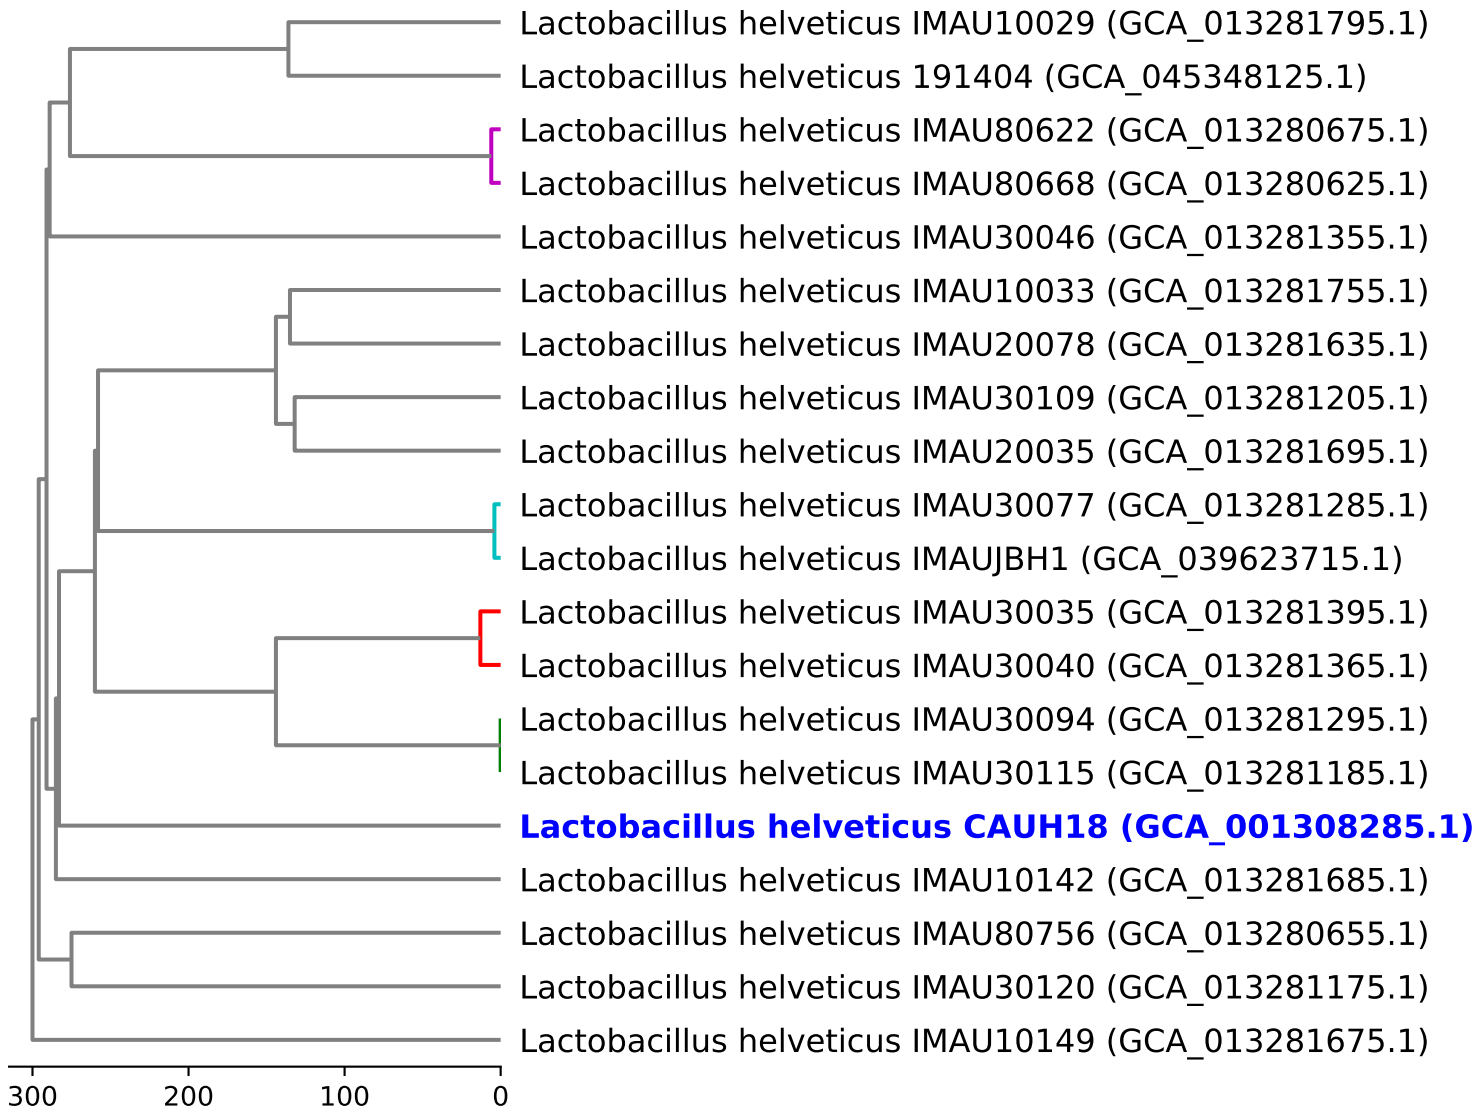 Lactobacillus helveticus IMAU10029 (GCA_013281795.1)
Lactobacillus helveticus 191404 (GCA_045348125.1)
Lactobacillus helveticus IMAU80622 (GCA_013280675.1)
Lactobacillus helveticus IMAU80668 (GCA_013280625.1)
Lactobacillus helveticus IMAU30046 (GCA_013281355.1)
Lactobacillus helveticus IMAU10033 (GCA_013281755.1)
Lactobacillus helveticus IMAU20078 (GCA_013281635.1)
Lactobacillus helveticus IMAU30109 (GCA_013281205.1)
Lactobacillus helveticus IMAU20035 (GCA_013281695.1)
Lactobacillus helveticus IMAU30077 (GCA_013281285.1)
Lactobacillus helveticus IMAUJBH1 (GCA_039623715.1)
Lactobacillus helveticus IMAU30035 (GCA_013281395.1)
Lactobacillus helveticus IMAU30040 (GCA_013281365.1)
Lactobacillus helveticus IMAU30094 (GCA_013281295.1)
Lactobacillus helveticus IMAU30115 (GCA_013281185.1)
Lactobacillus helveticus CAUH18 (GCA_001308285.1)
Lactobacillus helveticus IMAU10142 (GCA_013281685.1)
Lactobacillus helveticus IMAU80756 (GCA_013280655.1)
Lactobacillus helveticus IMAU30120 (GCA_013281175.1)
Lactobacillus helveticus IMAU10149 (GCA_013281675.1)
300 200 100 0